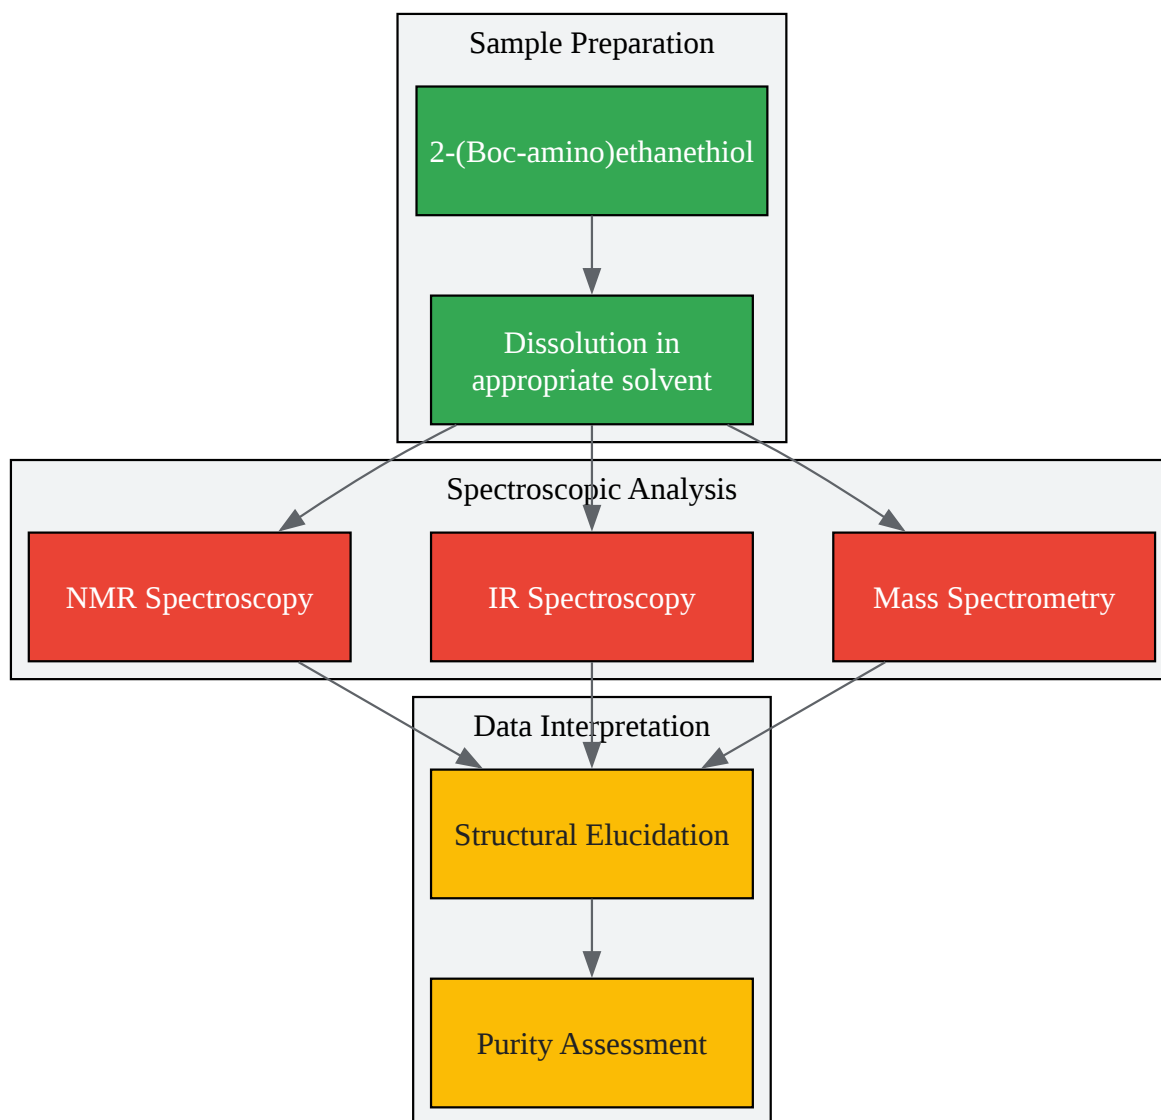 Sample Preparation
2-(Boc-amino)ethanethiol
Dissolution in
appropriate solvent
Spectroscopic Analysis
NMR Spectroscopy
IR Spectroscopy
Mass Spectrometry
Data Interpretation
Structural Elucidation
Purity Assessment